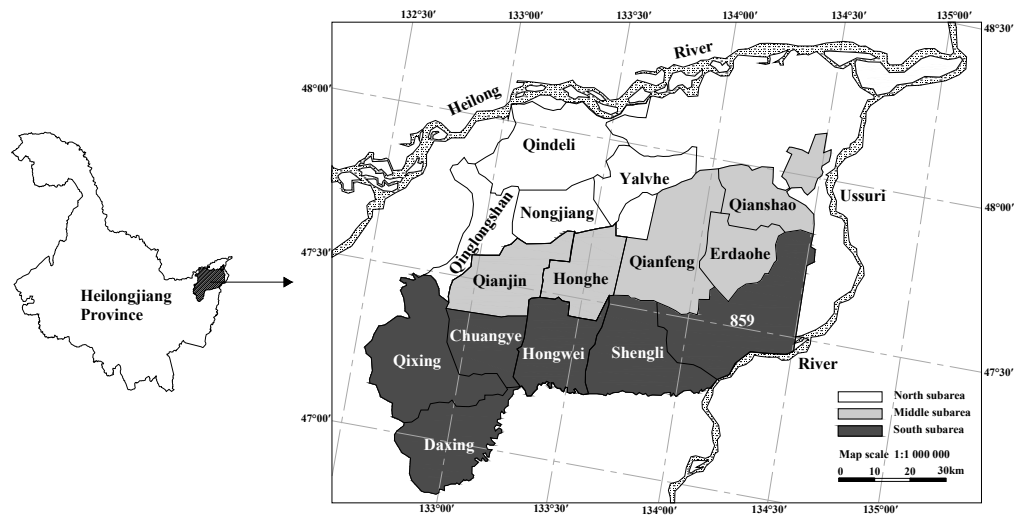 132°30′ 133°00′ 133°30′ 134°00′ 134°30′ 135°00′
48°30′
River
48°00′
Heilong
Qindeli
Yalvhe
Ussuri
Qianshao
48°00′
Nongjiang
Qinglongshan
47°30′
Erdaohe
Qianfeng
Qianjin
Honghe
Heilongjiang
Province
859
Chuangye
Hongwei
Shengli
Qixing
River
47°30′
North subarea
Middle subarea
South subarea
47°00′
Daxing
Map scale 1:1 000 000
0 10 20 30km
133°00′ 133°30′ 134°00′ 134°30′ 135°00′